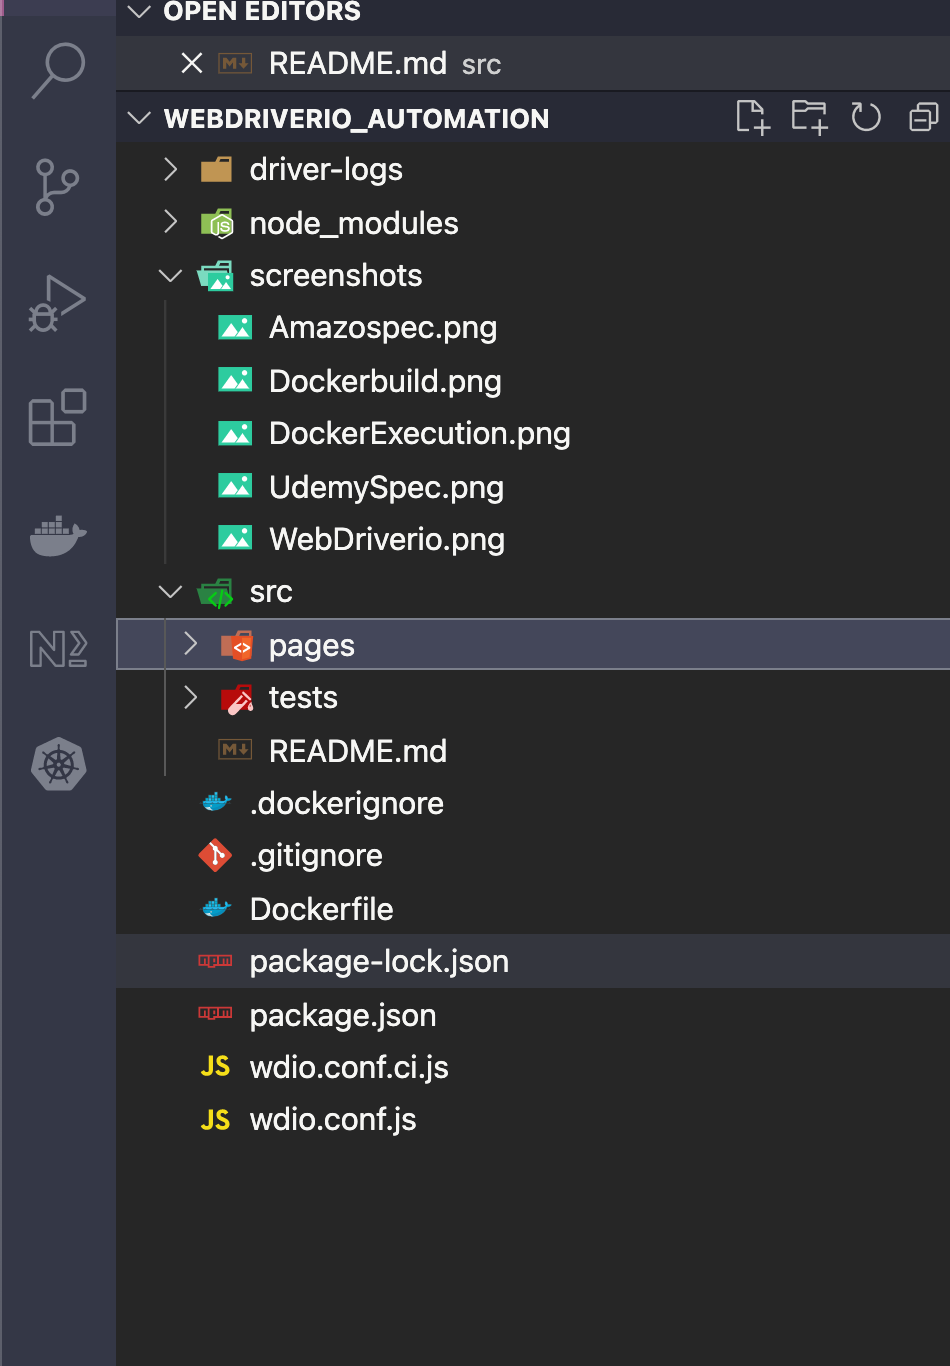 OPEN EDITORS
README.md src
WEBDRIVERIO_AUTOMATION
driver-logs
node_modules
screenshots
Amazospec.png
Dockerbuild.png
DockerExecution.png
UdemySpec.png
WebDriverio.png
src
pages
tests
README.md
.dockerignore
.gitignore
Dockerfile
package-lock.json
package.json
JS wdio.conf.ci.js
JS wdio.conf.js